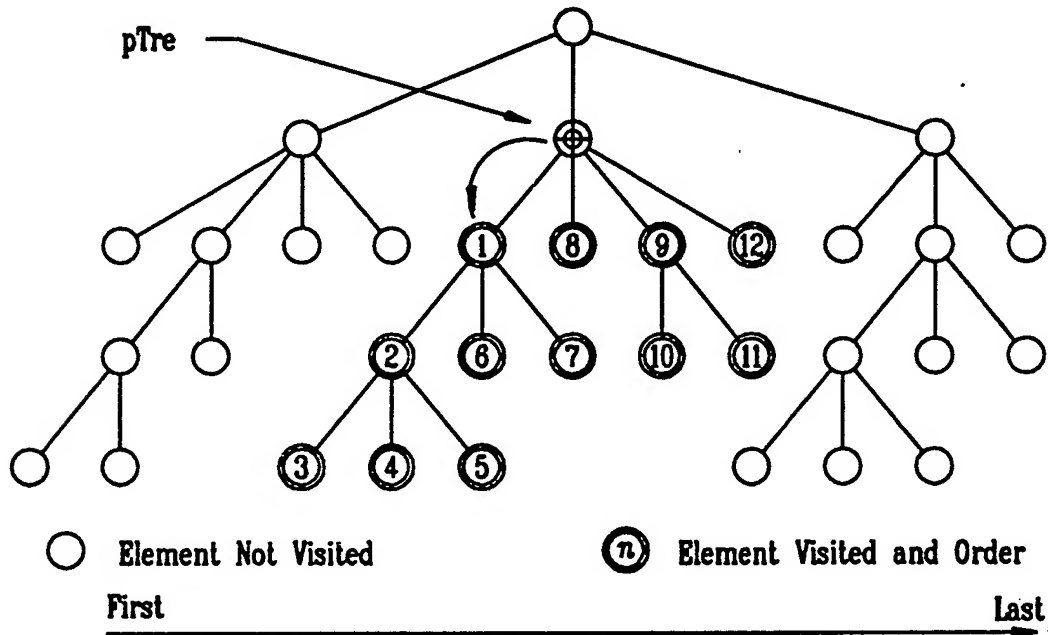 pTre
1 8 9 12
2 6 7 10 11
3 4 5
Element Not Visited
n Element Visited and Order
First Last